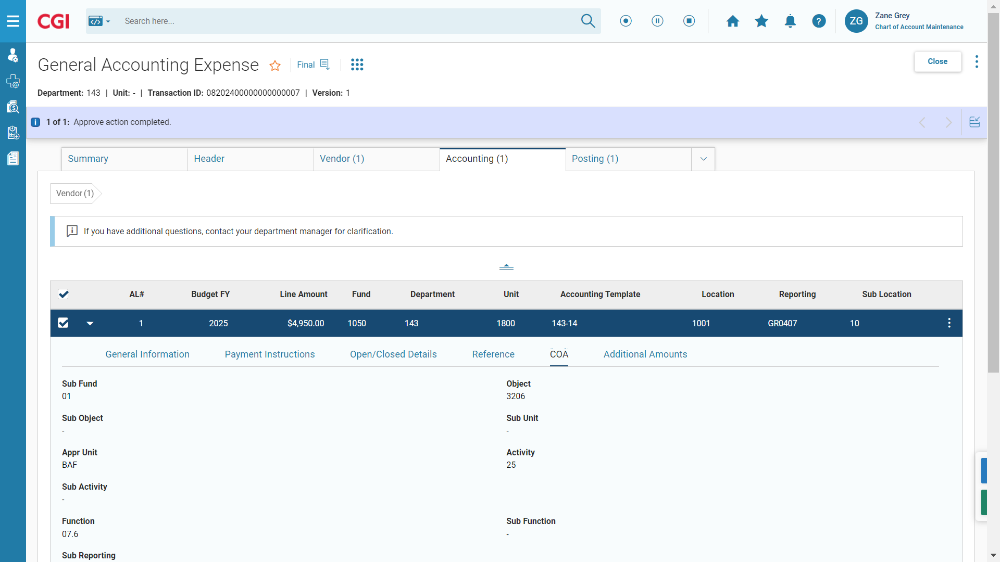 CGI
Search here...
Zane Grey
ZG
Chart of Account Maintenance
General Accounting Expense
Final
Close
Department: 143 | Unit: - | Transaction ID: 08202400000000000007 | Version: 1
1 of 1: Approve action completed.
Summary
Header
Vendor (1)
Accounting (1)
Posting (1)
Vendor (1)
If you have additional questions, contact your department manager for clarification.
AL# Budget FY Line Amount Fund Department Unit Accounting Template Location Reporting Sub Location
1 2025 $4,950.00 1050 143 1800 143-14 1001 GR0407 10
General Information Payment Instructions Open/Closed Details Reference COA Additional Amounts
Sub Fund
01
Object
3206
Sub Object
-
Sub Unit
-
Appr Unit
BAF
Activity
25
Sub Activity
-
Function
07.6
Sub Function
-
Sub Reporting